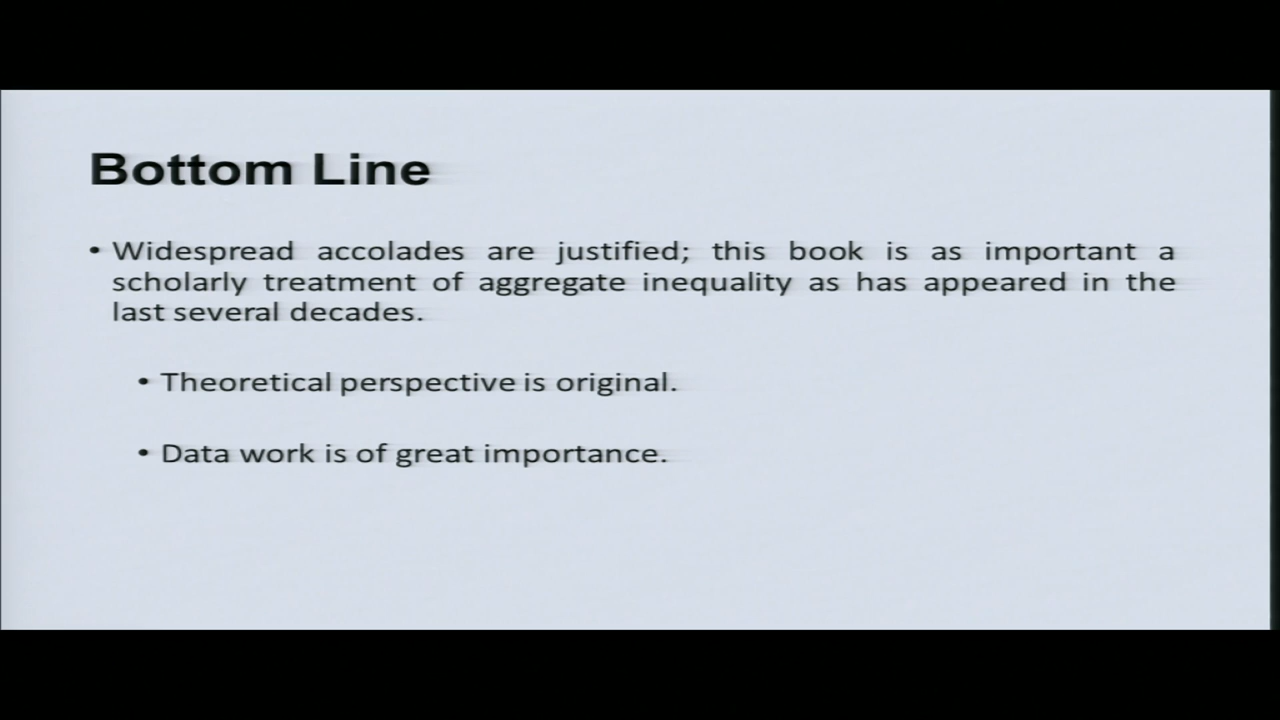 Bottom Line
• Widespread accolades are justified; this book is as important a
scholarly treatment of aggregate inequality as has appeared in the
last several decades.
• Theoretical perspective is original.
• Data work is of great importance.